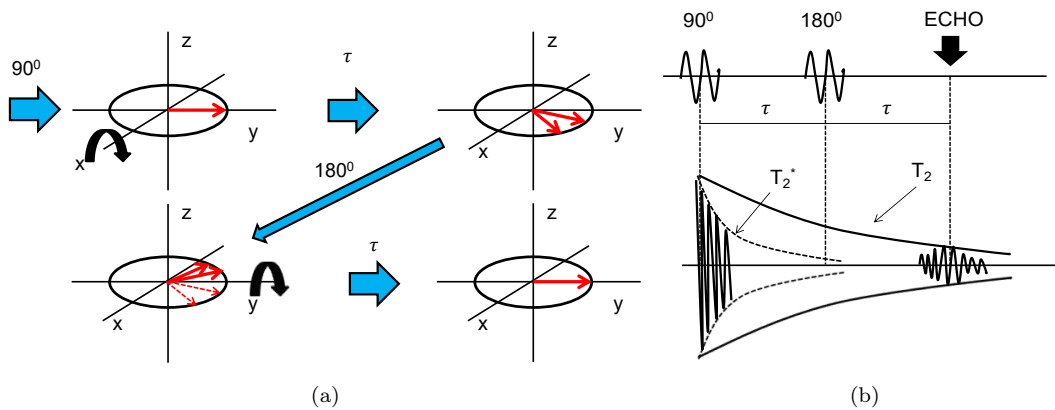 90⁰
z
y
x
τ
z
y
x
180⁰
z
y
x
τ
z
y
x
(a)
90⁰ 180⁰ ECHO
τ τ
T₂* T₂
(b)